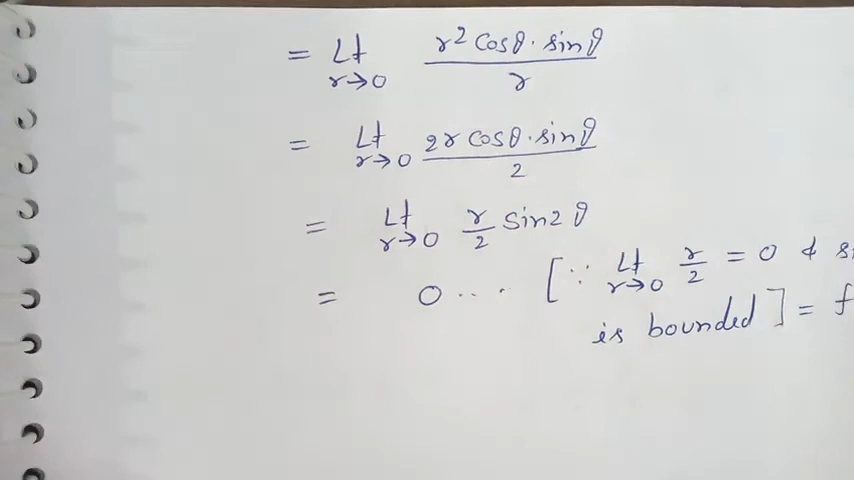 = Lt r→0 r² cosθ · sinθ / r
= Lt r→0 2r cosθ · sinθ / 2
= Lt r→0 r/2 sin2θ
= 0 ... [∵ Lt r→0 r/2 = 0 &
is bounded] = f